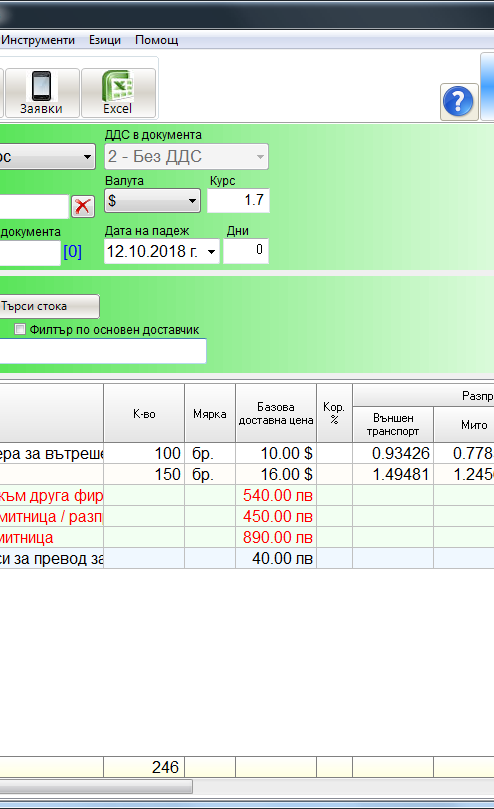 Инструменти Езици Помощ
Заявки Excel
ДДС в документа
ос 2 - Без ДДС
Валута Курс
$ 1.7
документа Дата на падеж Дни
[0] 12.10.2018 г. 0
Търси стока
Филтър по основен доставчик
Разпр
К-во Мярка Базова доставна цена Кор. % Външен транспорт Мито
ера за вътреше 100 бр. 10.00 $ 0.93426 0.778
150 бр. 16.00 $ 1.49481 1.245
към друга фир 540.00 лв
митница / разп 450.00 лв
митница 890.00 лв
си за превод за 40.00 лв
246